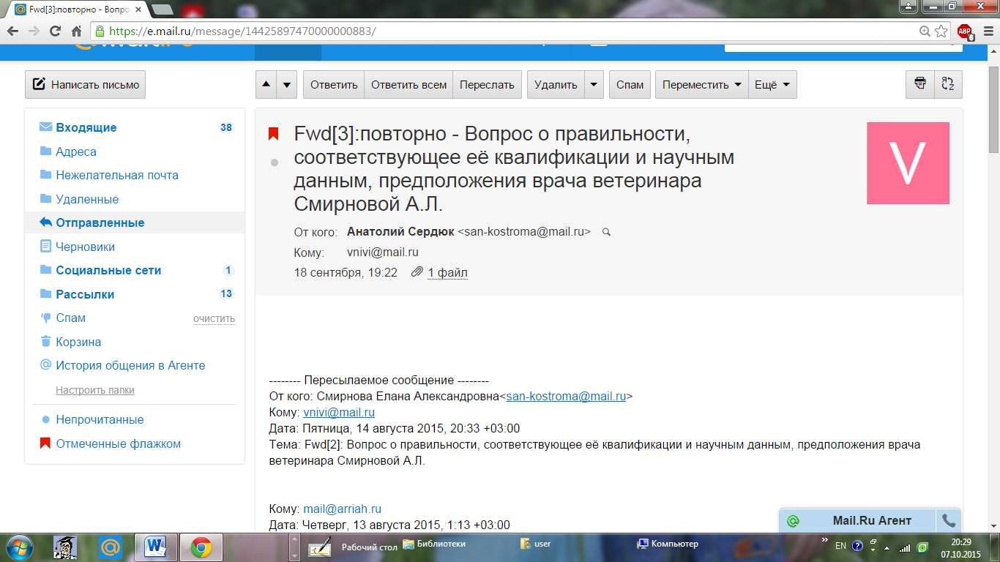 Fwd[3]:повторно - Вопро
https://e.mail.ru/message/14425897470000000883/
ABP
6
Написать письмо
Ответить
Ответить всем
Переслать
Удалить
Спам
Переместить
Ещё
Входящие 38
Адреса
Нежелательная почта
Удаленные
Отправленные
Черновики
Социальные сети 1
Рассылки 13
Спам очистить
Корзина
История общения в Агенте
Настроить папки
Непрочитанные
Отмеченные флажком
Fwd[3]:повторно - Вопрос о правильности,
соответствующее её квалификации и научным
данным, предположения врача ветеринара
Смирновой А.Л.
V
От кого: Анатолий Сердюк <san-kostroma@mail.ru>
Кому: vnivi@mail.ru
18 сентября, 19:22 1 файл
-------- Пересылаемое сообщение --------
От кого: Смирнова Елана Александровна<san-kostroma@mail.ru>
Кому: vnivi@mail.ru
Дата: Пятница, 14 августа 2015, 20:33 +03:00
Тема: Fwd[2]: Вопрос о правильности, соответствующее её квалификации и научным данным, предположения врача
ветеринара Смирновой А.Л.
Кому: mail@arriah.ru
Дата: Четверг, 13 августа 2015, 1:13 +03:00
Mail.Ru Агент
Рабочий стол
Библиотеки
user
Компьютер
EN
20:29
07.10.2015